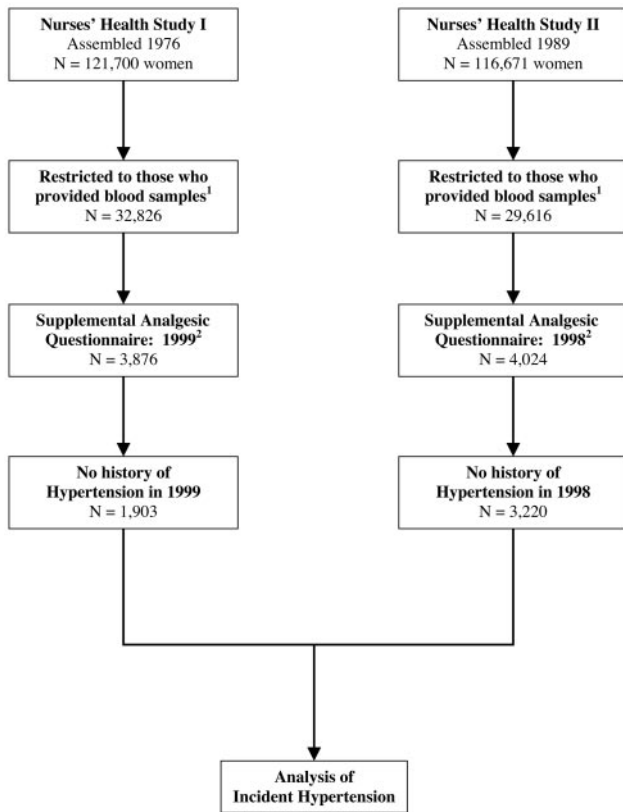 Nurses' Health Study I
Assembled 1976
N = 121,700 women
Nurses' Health Study II
Assembled 1989
N = 116,671 women
Restricted to those who
provided blood samples¹
N = 32,826
Restricted to those who
provided blood samples¹
N = 29,616
Supplemental Analgesic
Questionnaire: 1999²
N = 3,876
Supplemental Analgesic
Questionnaire: 1998²
N = 4,024
No history of
Hypertension in 1999
N = 1,903
No history of
Hypertension in 1998
N = 3,220
Analysis of
Incident Hypertension